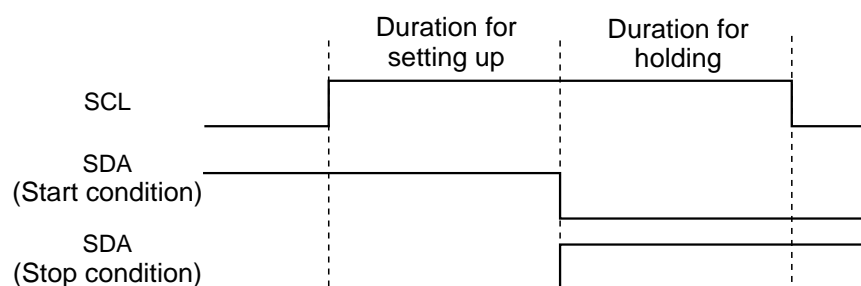 Duration for
setting up
Duration for
holding
SCL
SDA
(Start condition)
SDA
(Stop condition)